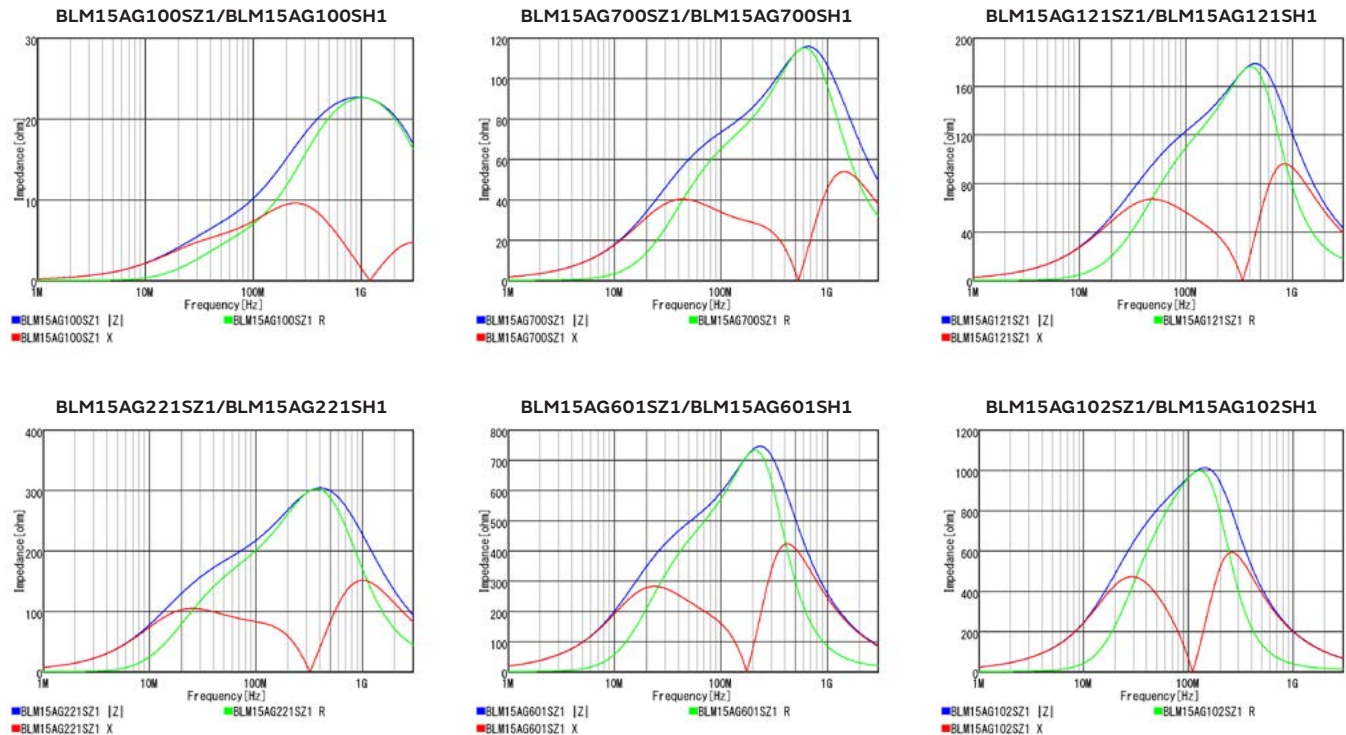 BLM15AG100SZ1/BLM15AG100SH1
30
20
10
0
Impedance[ohm]
1M 10M 100M 1G
Frequency[Hz]
BLM15AG100SZ1 |Z| BLM15AG100SZ1 R
BLM15AG100SZ1 X
BLM15AG700SZ1/BLM15AG700SH1
120
100
80
60
40
20
0
Impedance[ohm]
1M 10M 100M 1G
Frequency[Hz]
BLM15AG700SZ1 |Z| BLM15AG700SZ1 R
BLM15AG700SZ1 X
BLM15AG121SZ1/BLM15AG121SH1
200
160
120
80
40
0
Impedance[ohm]
1M 10M 100M 1G
Frequency[Hz]
BLM15AG121SZ1 |Z| BLM15AG121SZ1 R
BLM15AG121SZ1 X
BLM15AG221SZ1/BLM15AG221SH1
400
300
200
100
0
Impedance[ohm]
1M 10M 100M 1G
Frequency[Hz]
BLM15AG221SZ1 |Z| BLM15AG221SZ1 R
BLM15AG221SZ1 X
BLM15AG601SZ1/BLM15AG601SH1
800
700
600
500
400
300
200
100
0
Impedance[ohm]
1M 10M 100M 1G
Frequency[Hz]
BLM15AG601SZ1 |Z| BLM15AG601SZ1 R
BLM15AG601SZ1 X
BLM15AG102SZ1/BLM15AG102SH1
1200
1000
800
600
400
200
0
Impedance[ohm]
1M 10M 100M 1G
Frequency[Hz]
BLM15AG102SZ1 |Z| BLM15AG102SZ1 R
BLM15AG102SZ1 X